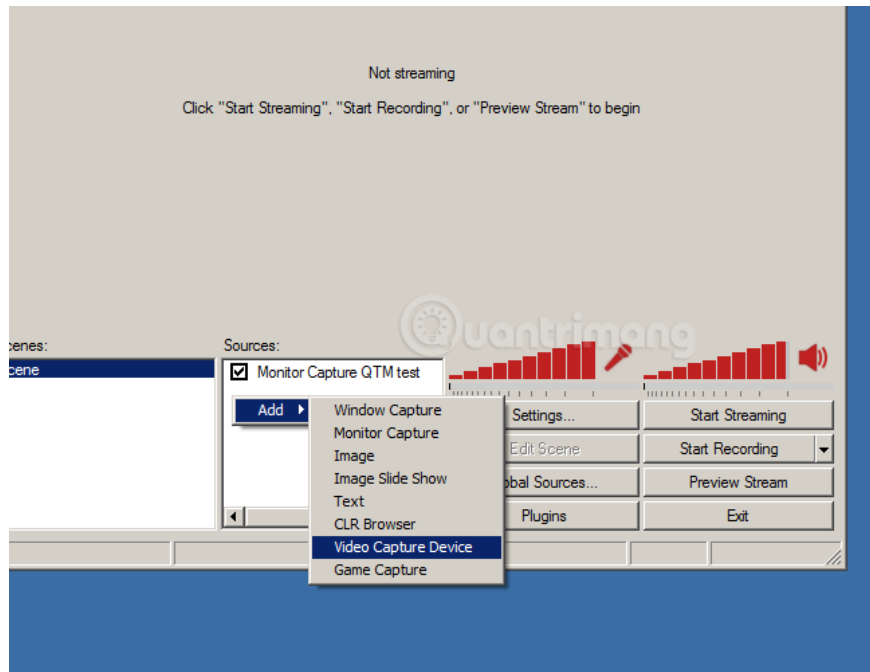 Not streaming
Click "Start Streaming", "Start Recording", or "Preview Stream" to begin
Quantrimang
cenes:
Sources:
cene
Monitor Capture QTM test
Add
Window Capture
Monitor Capture
Image
Image Slide Show
Text
CLR Browser
Video Capture Device
Game Capture
Settings...
Start Streaming
Edit Scene
Start Recording
obal Sources...
Preview Stream
Plugins
Exit